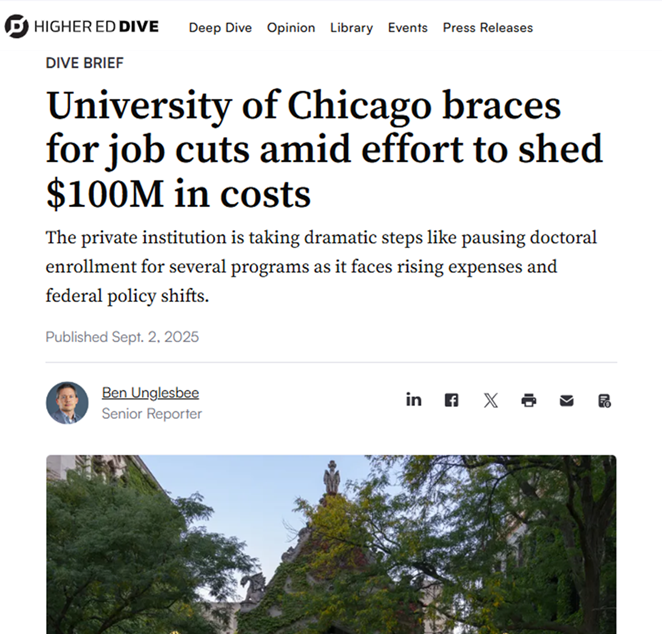 HIGHER ED DIVE Deep Dive Opinion Library Events Press Releases
DIVE BRIEF
University of Chicago braces
for job cuts amid effort to shed
$100M in costs
The private institution is taking dramatic steps like pausing doctoral
enrollment for several programs as it faces rising expenses and
federal policy shifts.
Published Sept. 2, 2025
Ben Unglesbee
Senior Reporter